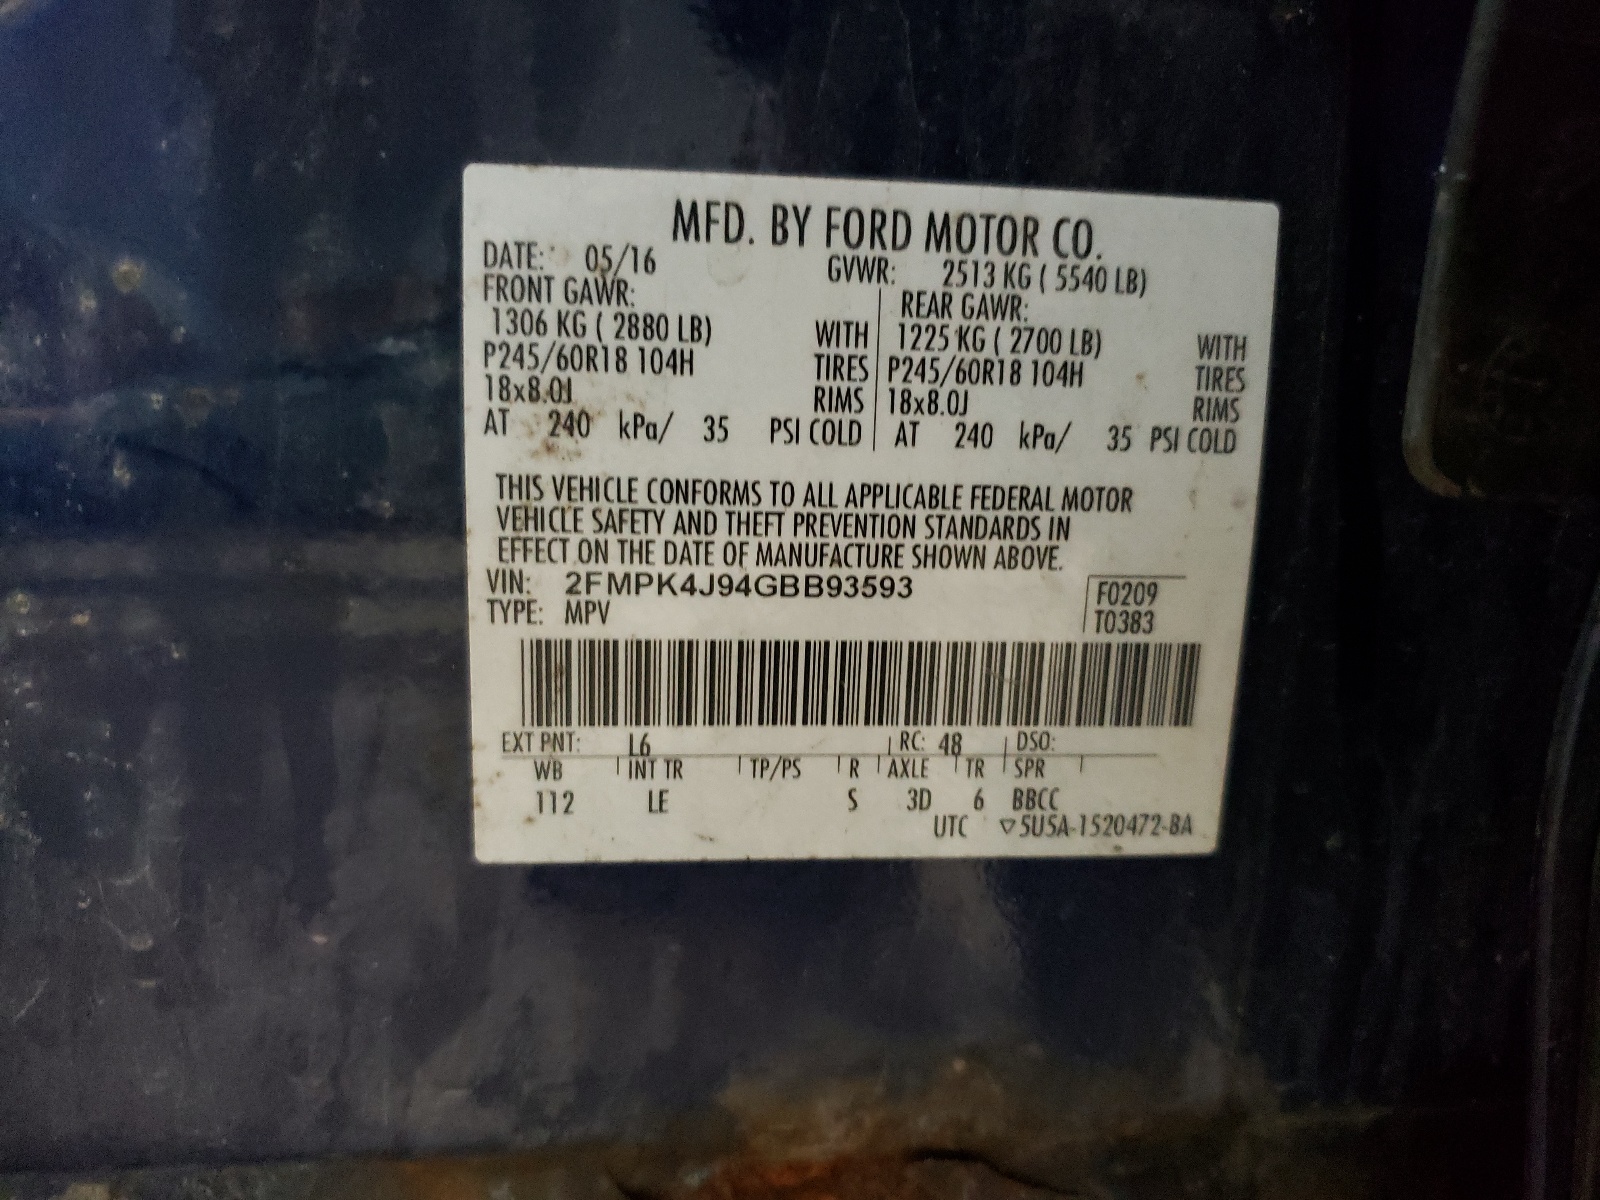 MFD. BY FORD MOTOR CO.
DATE: 05/16 GVWR: 2513 KG ( 5540 LB)
FRONT GAWR: REAR GAWR:
1306 KG ( 2880 LB) WITH 1225 KG ( 2700 LB) WITH
P245/60R18 104H TIRES P245/60R18 104H TIRES
18x8.0J RIMS 18x8.0J RIMS
AT 240 kPa/ 35 PSI COLD AT 240 kPa/ 35 PSI COLD
THIS VEHICLE CONFORMS TO ALL APPLICABLE FEDERAL MOTOR
VEHICLE SAFETY AND THEFT PREVENTION STANDARDS IN
EFFECT ON THE DATE OF MANUFACTURE SHOWN ABOVE.
VIN: 2FMPK4J94GBB93593 F0209
TYPE: MPV T0383
EXT PNT: L6 RC: 48 DSO:
WB INT TR TP/PS R AXLE TR SPR
112 LE S 3D 6 BBCC
UTC ▽5U5A-1520472-BA